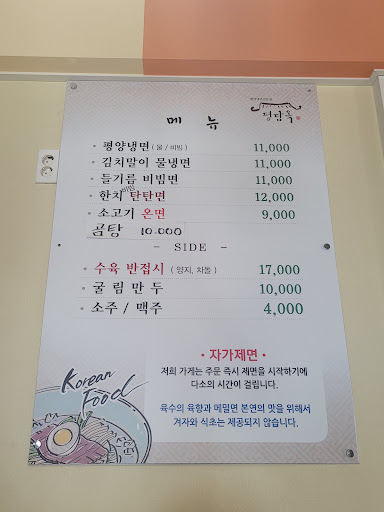 평담옥
메 뉴
• 평양냉면 ( 물 / 비빔 ) 11,000
• 김치말이 물냉면 11,000
• 들기름 비빔면 11,000
비빔
• 한치 탄탄면 12,000
• 소고기 온면 9,000
곰탕 10.000
- SIDE -
• 수육 반접시 ( 양지, 차돌 ) 17,000
• 굴 림 만 두 10,000
• 소주 / 맥주 4,000
• 자가제면 •
저희 가게는 주문 즉시 제면을 시작하기에
다소의 시간이 걸립니다.
육수의 육향과 메밀면 본연의 맛을 위해서
겨자와 식초는 제공되지 않습니다.
Korean
Food